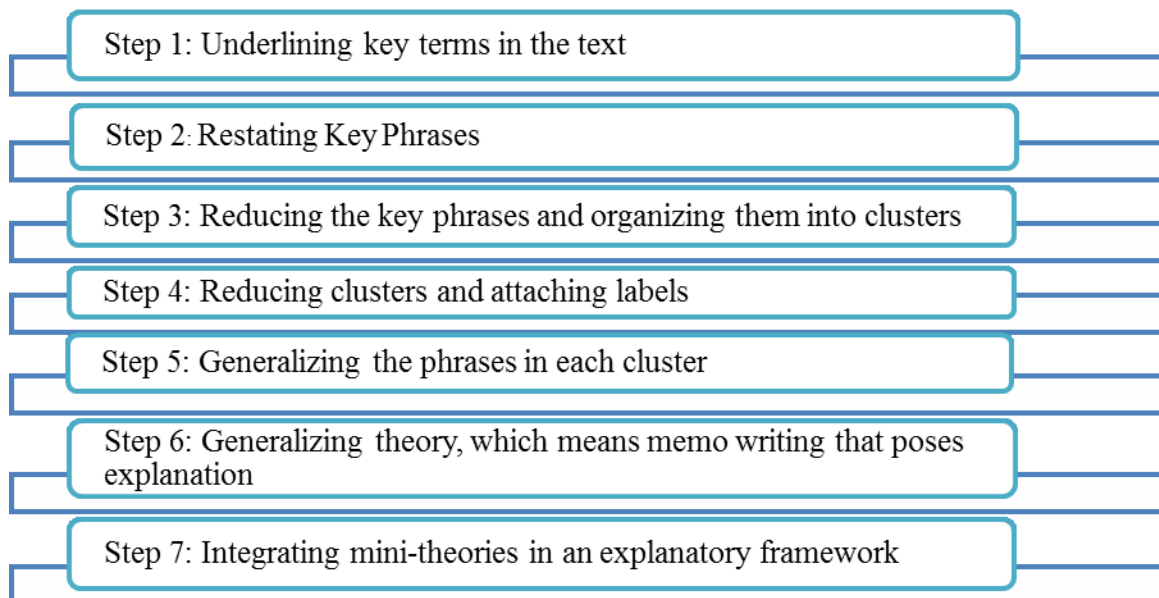 Step 1: Underlining key terms in the text
Step 2: Restating Key Phrases
Step 3: Reducing the key phrases and organizing them into clusters
Step 4: Reducing clusters and attaching labels
Step 5: Generalizing the phrases in each cluster
Step 6: Generalizing theory, which means memo writing that poses
explanation
Step 7: Integrating mini-theories in an explanatory framework